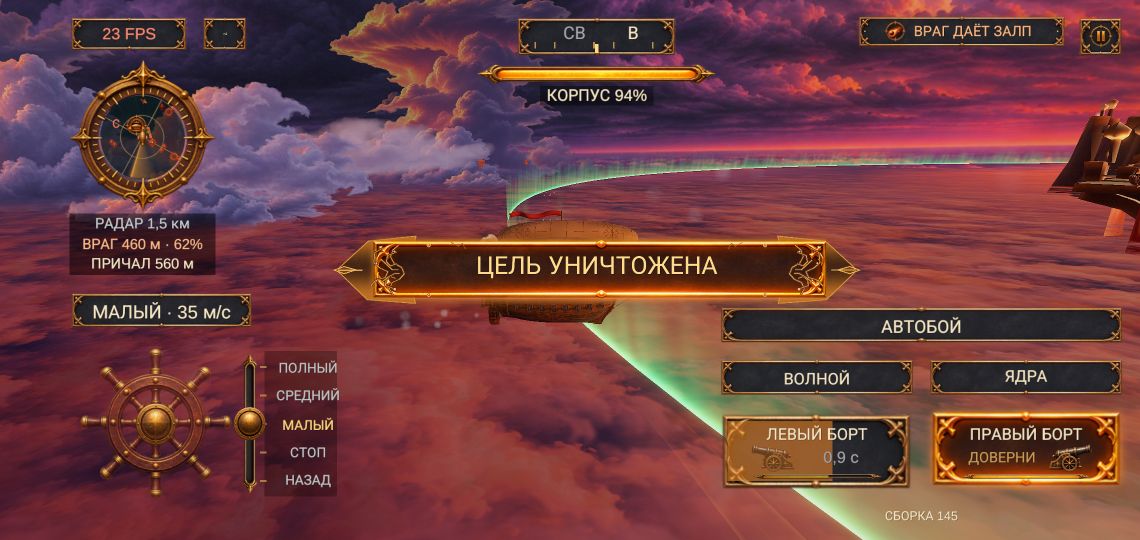 23 FPS
СВ В
ВРАГ ДАЁТ ЗАЛП
КОРПУС 94%
С
РАДАР 1,5 км
ВРАГ 460 м · 62%
ПРИЧАЛ 560 м
ЦЕЛЬ УНИЧТОЖЕНА
МАЛЫЙ · 35 м/с
АВТОБОЙ
ПОЛНЫЙ
СРЕДНИЙ
МАЛЫЙ
СТОП
НАЗАД
ВОЛНОЙ
ЯДРА
ЛЕВЫЙ БОРТ
0,9 с
ПРАВЫЙ БОРТ
ДОВЕРНИ
СБОРКА 145